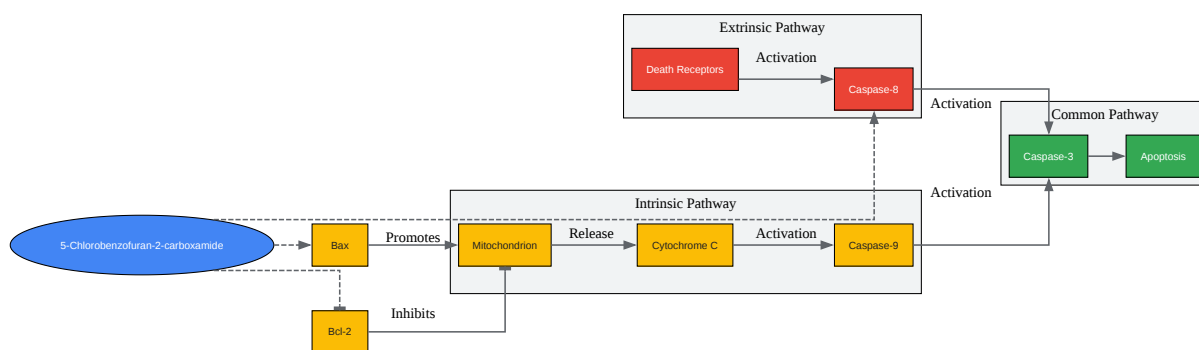 Extrinsic Pathway
Death Receptors
Activation
Caspase-8
Activation
Common Pathway
Caspase-3
Apoptosis
Activation
Intrinsic Pathway
5-Chlorobenzofuran-2-carboxamide
Bax
Promotes
Mitochondrion
Release
Cytochrome C
Activation
Caspase-9
Bcl-2
Inhibits